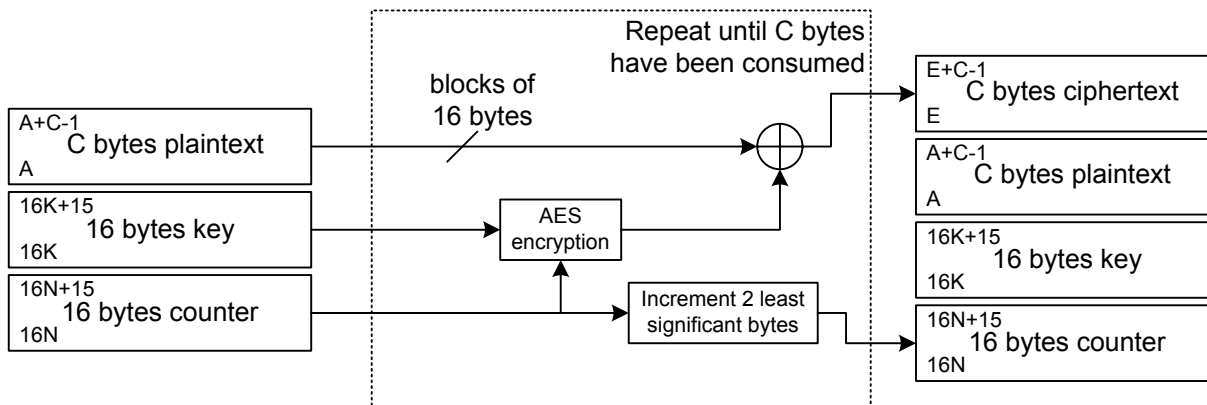 Repeat until C bytes
have been consumed
blocks of
16 bytes
A+C-1
C bytes plaintext
A
16K+15
16 bytes key
16K
16N+15
16 bytes counter
16N
AES
encryption
Increment 2 least
significant bytes
E+C-1
C bytes ciphertext
E
A+C-1
C bytes plaintext
A
16K+15
16 bytes key
16K
16N+15
16 bytes counter
16N